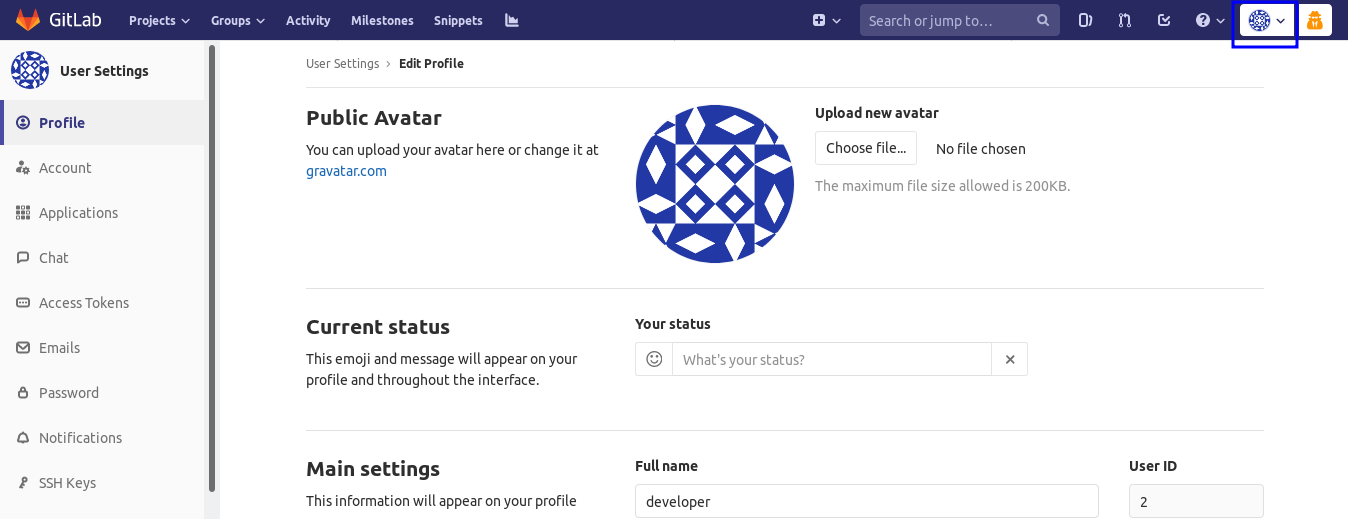 GitLab Projects Groups Activity Milestones Snippets Search or jump to…
User Settings
Profile
Account
Applications
Chat
Access Tokens
Emails
Password
Notifications
SSH Keys
User Settings > Edit Profile
Public Avatar
You can upload your avatar here or change it at
gravatar.com
Upload new avatar
Choose file... No file chosen
The maximum file size allowed is 200KB.
Current status
This emoji and message will appear on your
profile and throughout the interface.
Your status
What's your status?
Main settings
This information will appear on your profile
Full name
developer
User ID
2